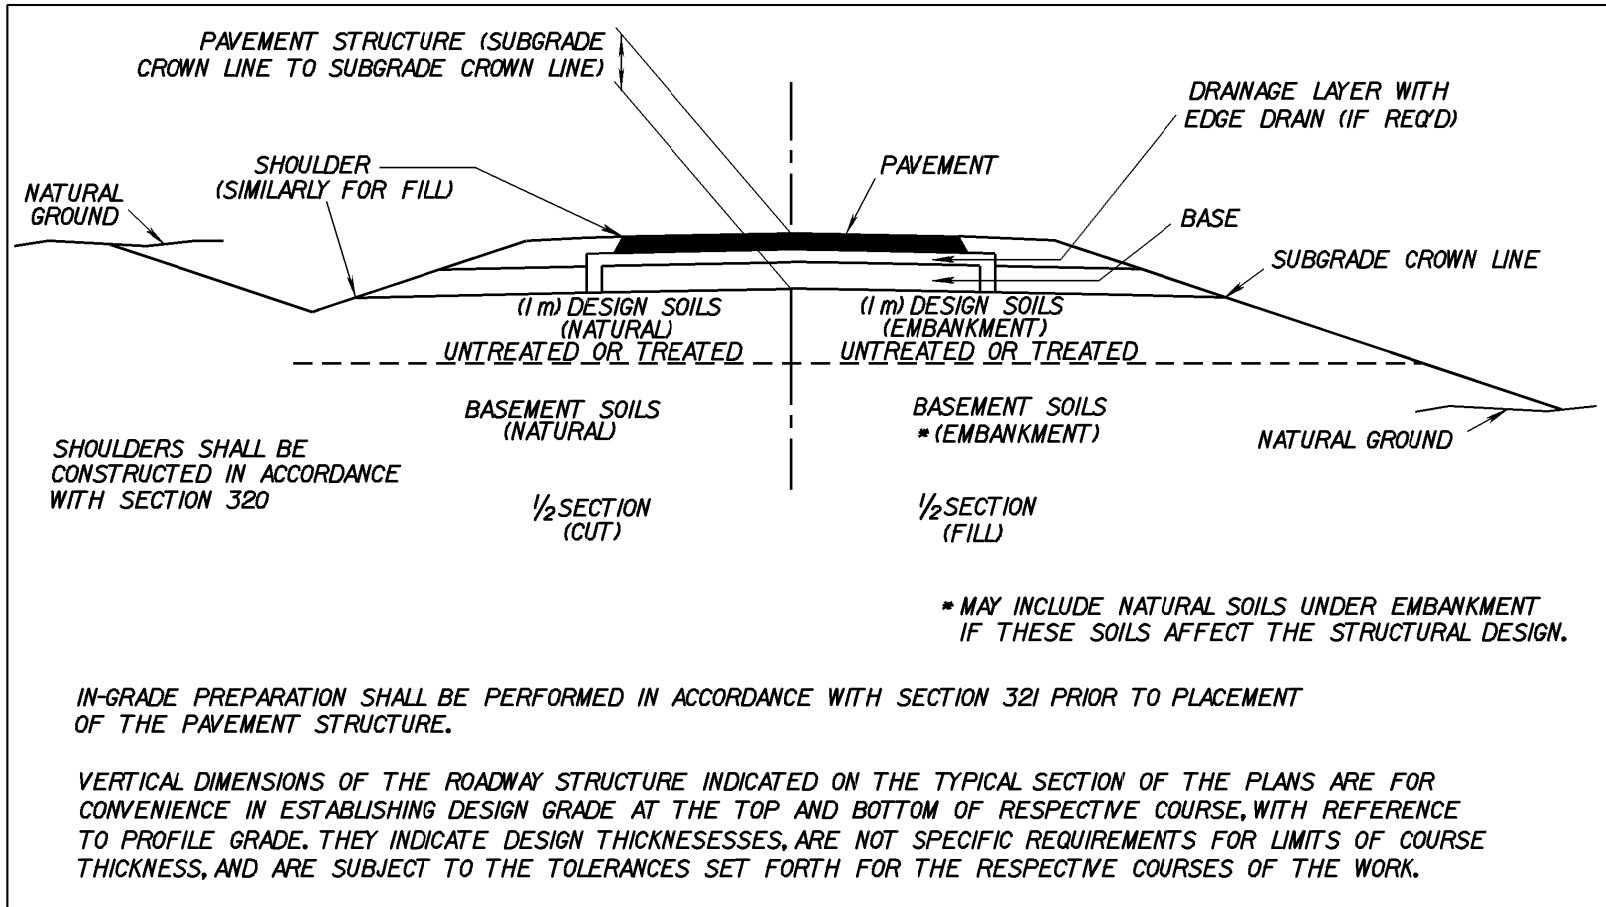 PAVEMENT STRUCTURE (SUBGRADE
CROWN LINE TO SUBGRADE CROWN LINE)
DRAINAGE LAYER WITH
EDGE DRAIN (IF REQ'D)
SHOULDER
(SIMILARLY FOR FILL)
PAVEMENT
NATURAL
GROUND
BASE
SUBGRADE CROWN LINE
(1 m) DESIGN SOILS
(NATURAL)
UNTREATED OR TREATED
(1 m) DESIGN SOILS
(EMBANKMENT)
UNTREATED OR TREATED
BASEMENT SOILS
(NATURAL)
BASEMENT SOILS
* (EMBANKMENT)
NATURAL GROUND
SHOULDERS SHALL BE
CONSTRUCTED IN ACCORDANCE
WITH SECTION 320
1/2 SECTION
(CUT)
1/2 SECTION
(FILL)
* MAY INCLUDE NATURAL SOILS UNDER EMBANKMENT
IF THESE SOILS AFFECT THE STRUCTURAL DESIGN.
IN-GRADE PREPARATION SHALL BE PERFORMED IN ACCORDANCE WITH SECTION 321 PRIOR TO PLACEMENT
OF THE PAVEMENT STRUCTURE.
VERTICAL DIMENSIONS OF THE ROADWAY STRUCTURE INDICATED ON THE TYPICAL SECTION OF THE PLANS ARE FOR
CONVENIENCE IN ESTABLISHING DESIGN GRADE AT THE TOP AND BOTTOM OF RESPECTIVE COURSE, WITH REFERENCE
TO PROFILE GRADE. THEY INDICATE DESIGN THICKNESESSES, ARE NOT SPECIFIC REQUIREMENTS FOR LIMITS OF COURSE
THICKNESS, AND ARE SUBJECT TO THE TOLERANCES SET FORTH FOR THE RESPECTIVE COURSES OF THE WORK.